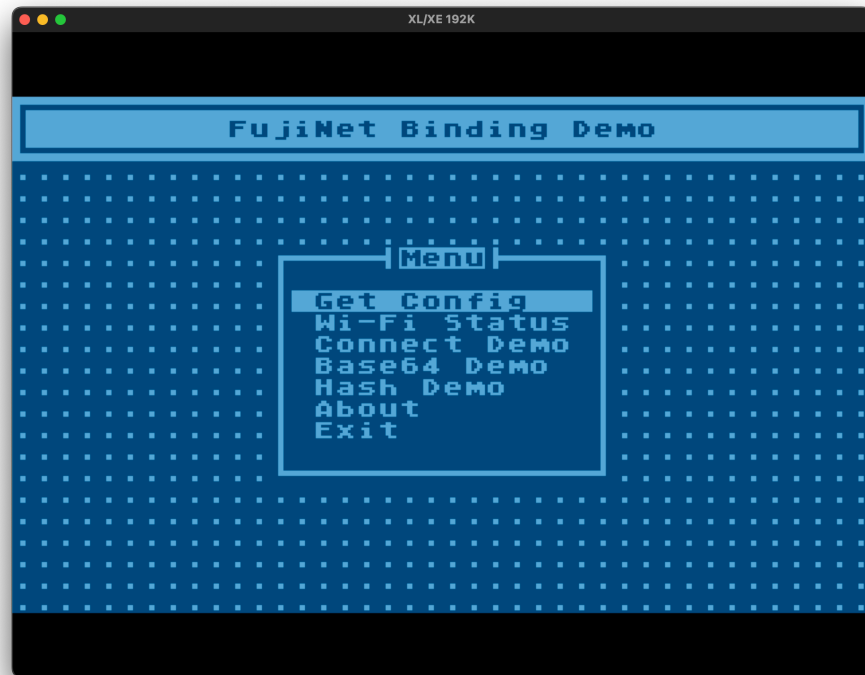 XL/XE 192K
FujiNet Binding Demo
Menu
Get Config
Wi-Fi Status
Connect Demo
Base64 Demo
Hash Demo
About
Exit